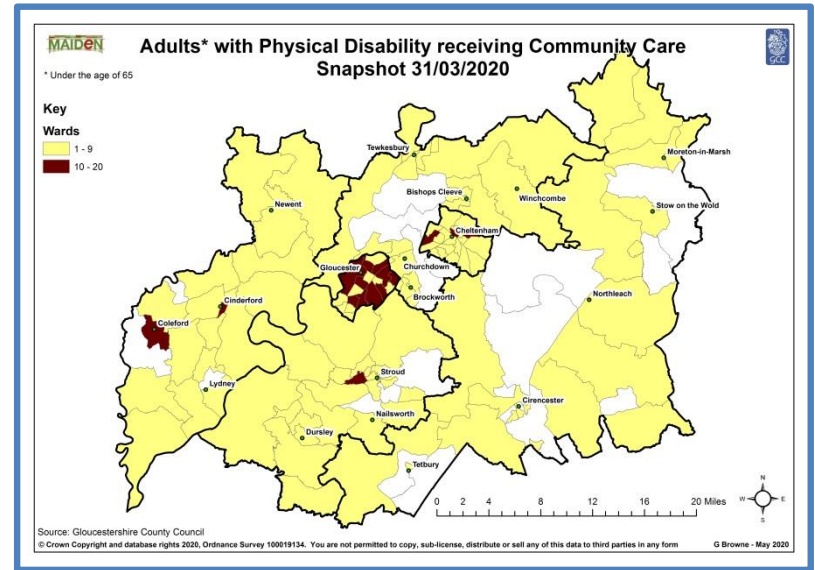 MAIDeN
Adults* with Physical Disability receiving Community Care
Snapshot 31/03/2020
GCC
* Under the age of 65
Key
Wards
1 - 9
10 - 20
Tewkesbury
Moreton-in-Marsh
Bishops Cleeve
Winchcombe
Newent
Stow on the Wold
Cheltenham
Gloucester
Churchdown
Brockworth
Northleach
Cinderford
Coleford
Stroud
Lydney
Cirencester
Nailsworth
Dursley
Tetbury
0 2 4 8 12 16 20 Miles
N
W E
S
Source: Gloucestershire County Council
© Crown Copyright and database rights 2020, Ordnance Survey 100019134. You are not permitted to copy, sub-license, distribute or sell any of this data to third parties in any form
G Browne - May 2020